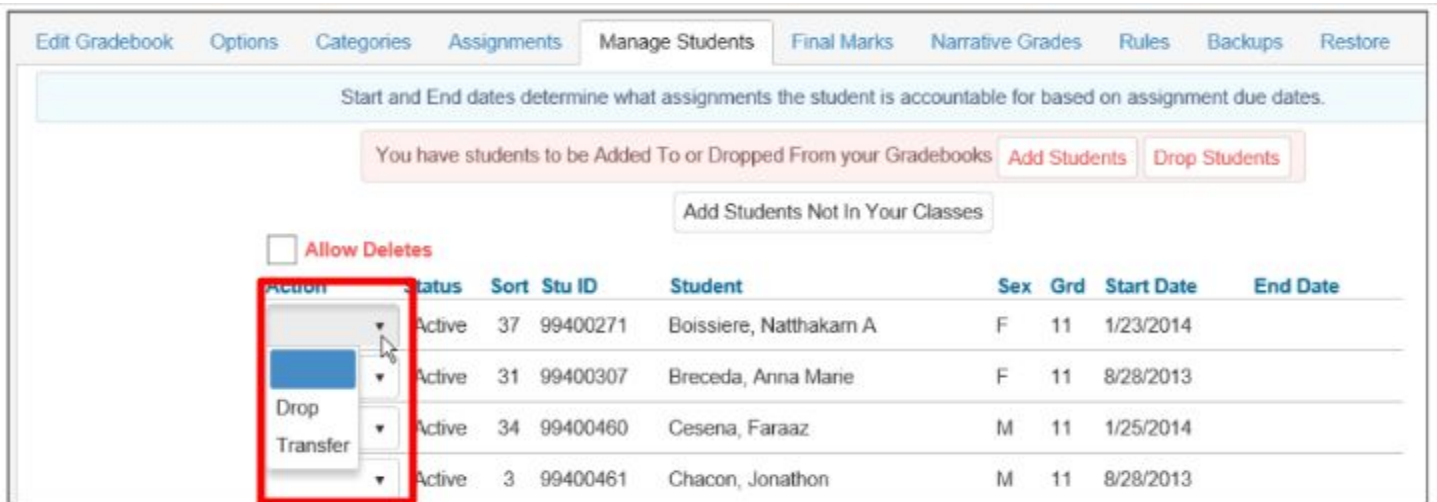 Edit Gradebook Options Categories Assignments Manage Students Final Marks Narrative Grades Rules Backups Restore
Start and End dates determine what assignments the student is accountable for based on assignment due dates.
You have students to be Added To or Dropped From your Gradebooks Add Students Drop Students
Add Students Not In Your Classes
Allow Deletes
Action Status Sort Stu ID Student Sex Grd Start Date End Date
Active 37 99400271 Boissiere, Natthakarn A F 11 1/23/2014
Active 31 99400307 Breceda, Anna Marie F 11 8/28/2013
Drop
Active 34 99400460 Cesena, Faraaz M 11 1/25/2014
Transfer
Active 3 99400461 Chacon, Jonathon M 11 8/28/2013